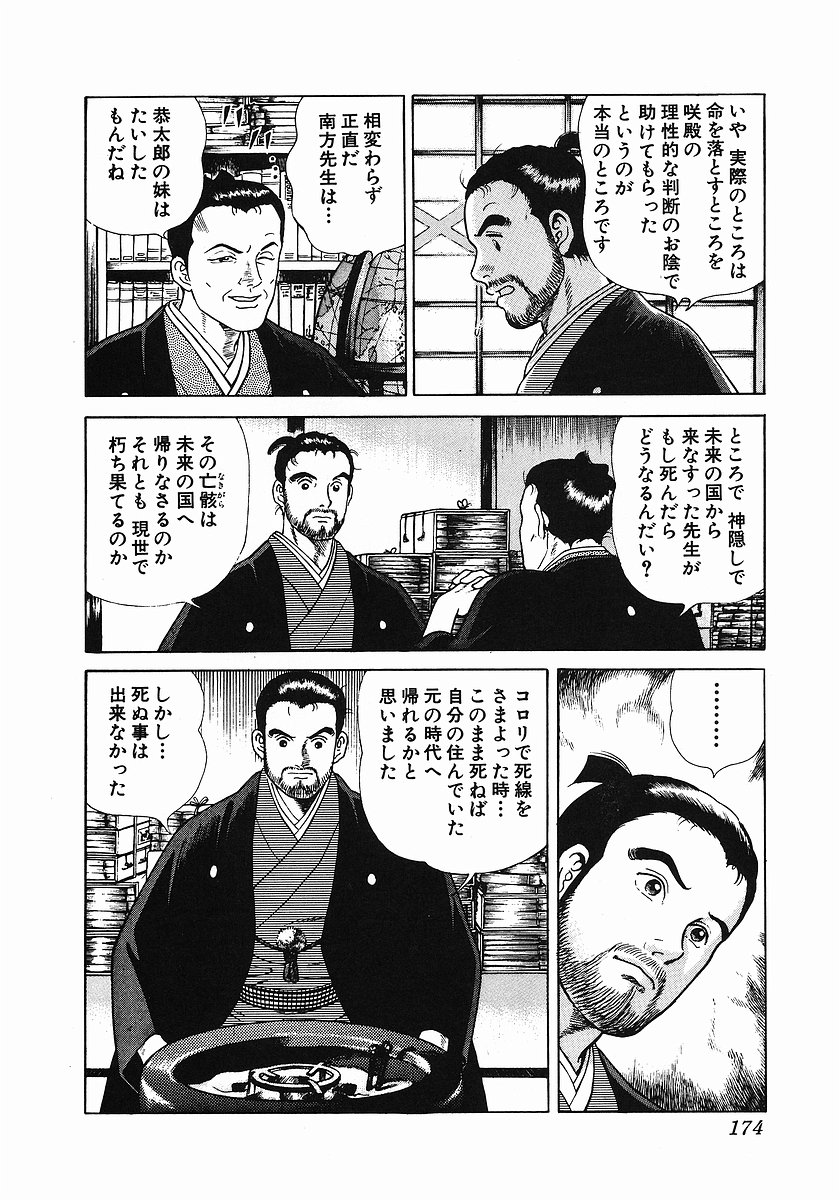 いや 実際のところは
命を落とすところを
咲殿の
理性的な判断のお陰で
助けてもらった
というのが
本当のところです
相変わらず
正直だ
南方先生は…
クックッ…
恭太郎の妹は
たいした
もんだね
ところで 神隠しで
未来の国から
来なすった先生が
もし死んだら
どうなるんだい?
その亡骸は
なきがら
未来の国へ
帰りなさるのか
それとも 現世で
朽ち果てるのか
………
コロリで死線を
さまよった時…
このまま死ねば
自分の住んでいた
元の時代へ
帰れるかと
思いました
しかし…
死ぬ事は
出来なかった
174